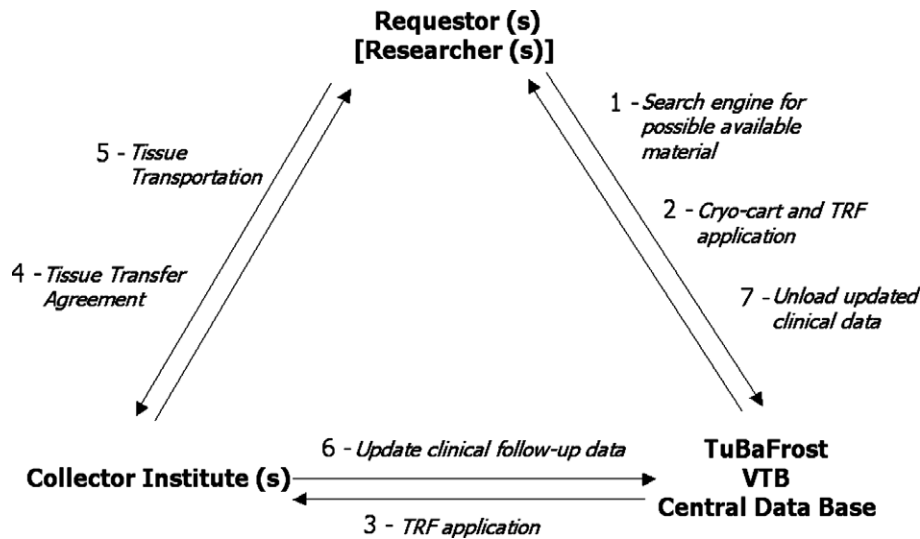 Requestor (s)
[Researcher (s)]
1 - Search engine for
possible available
material
5 - Tissue
Transportation
2 - Cryo-cart and TRF
application
4 - Tissue Transfer
Agreement
7 - Unload updated
clinical data
6 - Update clinical follow-up data
Collector Institute (s)
TuBaFrost
VTB
Central Data Base
3 - TRF application